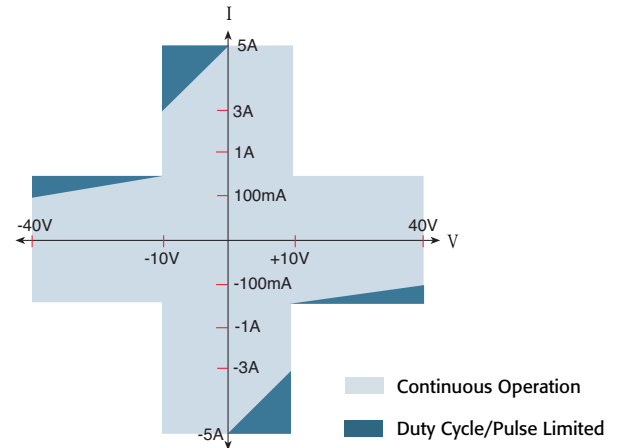 I
5A
3A
1A
100mA
-40V
40V
V
-10V
+10V
-100mA
-1A
-3A
-5A
Continuous Operation
Duty Cycle/Pulse Limited